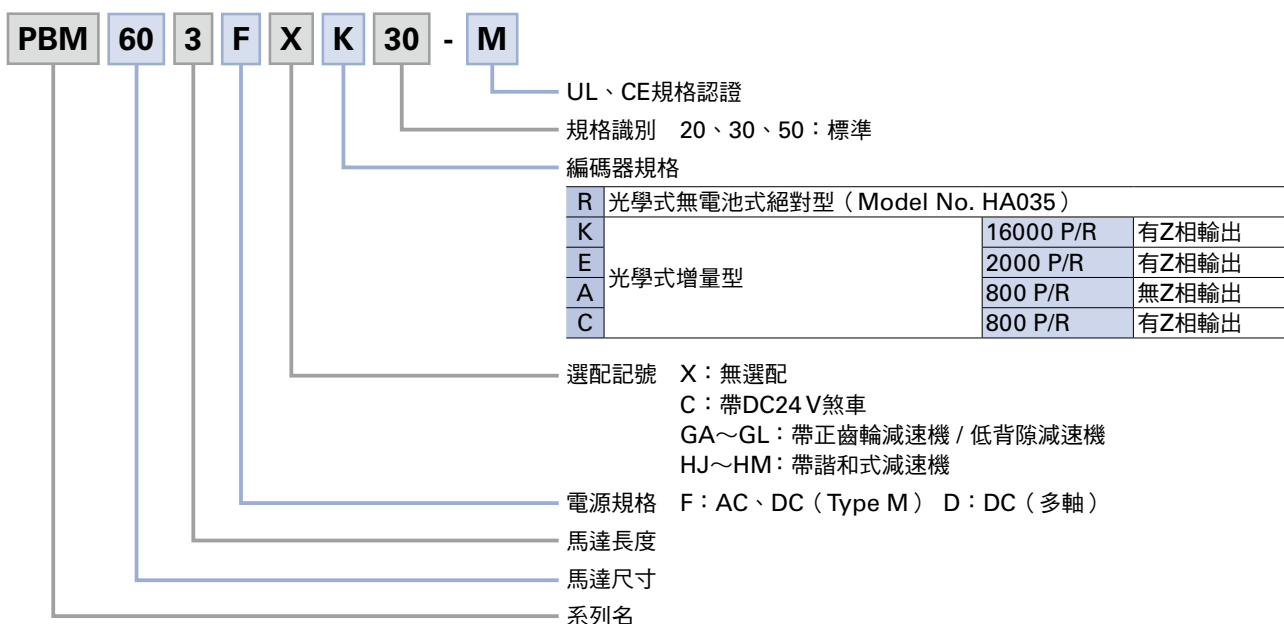 PBM 60 3 F X K 30 - M
UL、CE規格認證
規格識別 20、30、50：標準
編碼器規格
R 光學式無電池式絕對型（Model No. HA035）
K 16000 P/R 有Z相輸出
E 2000 P/R 有Z相輸出
光學式增量型
A 800 P/R 無Z相輸出
C 800 P/R 有Z相輸出
選配記號 X：無選配
C：帶DC24 V煞車
GA～GL：帶正齒輪減速機 / 低背隙減速機
HJ～HM：帶諧和式減速機
電源規格 F：AC、DC（Type M） D：DC（多軸）
馬達長度
馬達尺寸
系列名